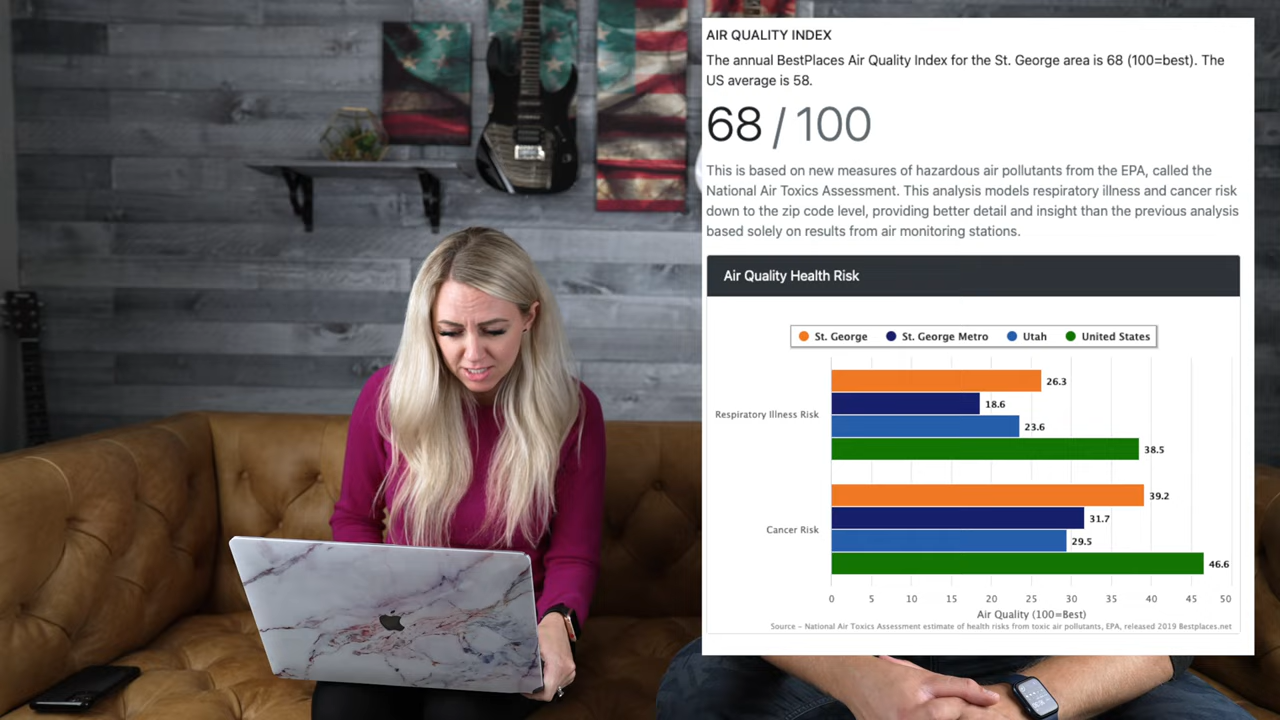 AIR QUALITY INDEX
The annual BestPlaces Air Quality Index for the St. George area is 68 (100=best). The
US average is 58.
68 / 100
This is based on new measures of hazardous air pollutants from the EPA, called the
National Air Toxics Assessment. This analysis models respiratory illness and cancer risk
down to the zip code level, providing better detail and insight than the previous analysis
based solely on results from air monitoring stations.
Air Quality Health Risk
St. George St. George Metro Utah United States
Respiratory Illness Risk
26.3
18.6
23.6
38.5
Cancer Risk
39.2
31.7
29.5
46.6
0 5 10 15 20 25 30 35 40 45 50
Air Quality (100=Best)
Source – National Air Toxics Assessment estimate of health risks from toxic air pollutants, EPA, released 2019 Bestplaces.net